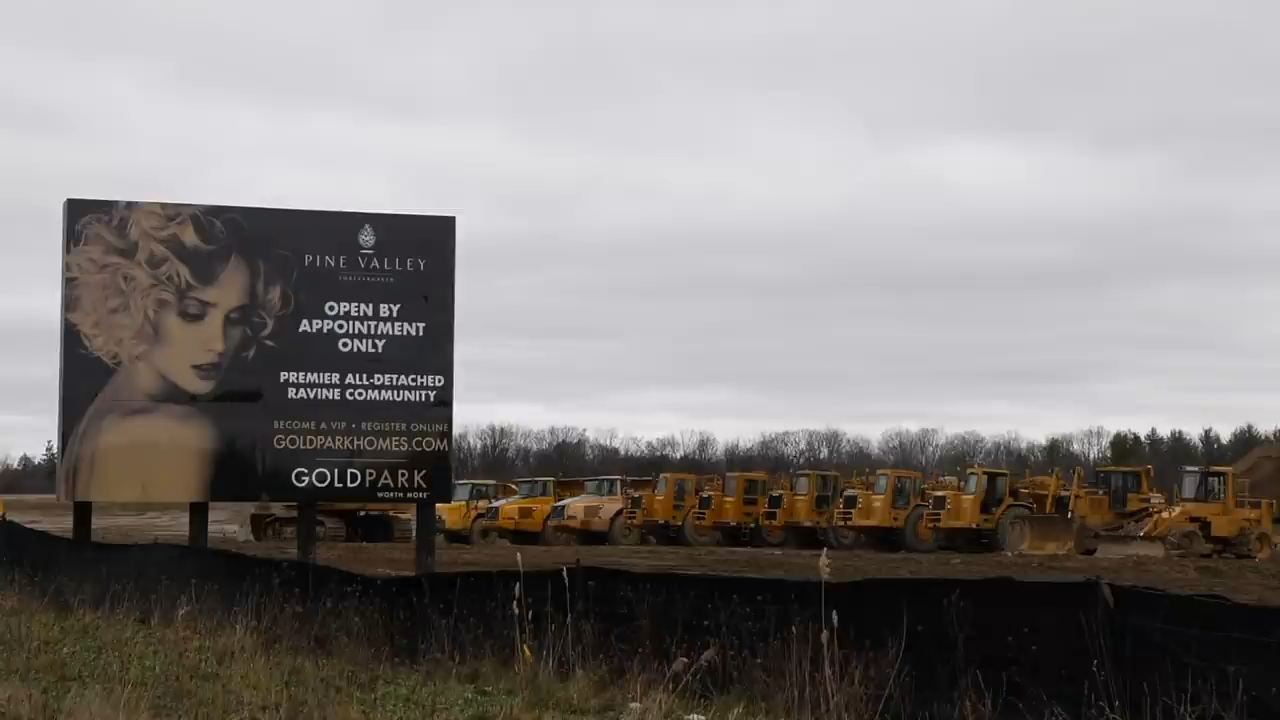 PINE VALLEY
OPEN BY
APPOINTMENT
ONLY
PREMIER ALL-DETACHED
RAVINE COMMUNITY
BECOME A VIP • REGISTER ONLINE
GOLDPARKHOMES.COM
GOLDPARK
WORTH MORE™